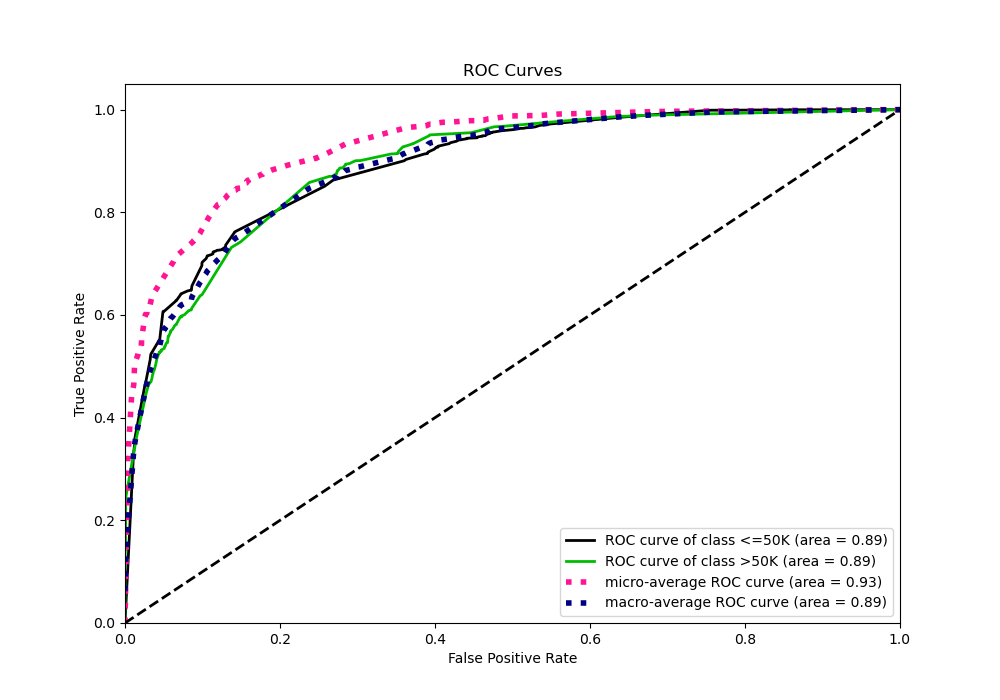 ROC Curves
True Positive Rate
1.0
0.8
0.6
0.4
0.2
0.0
ROC curve of class <=50K (area = 0.89)
ROC curve of class >50K (area = 0.89)
micro-average ROC curve (area = 0.93)
macro-average ROC curve (area = 0.89)
0.0 0.2 0.4 0.6 0.8 1.0
False Positive Rate